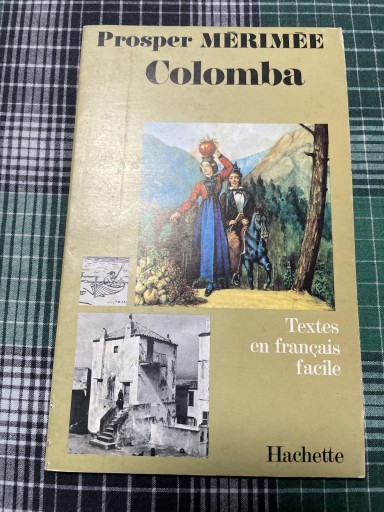 Prosper MÉRIMÉE
Colomba
Textes
en français
facile
Hachette